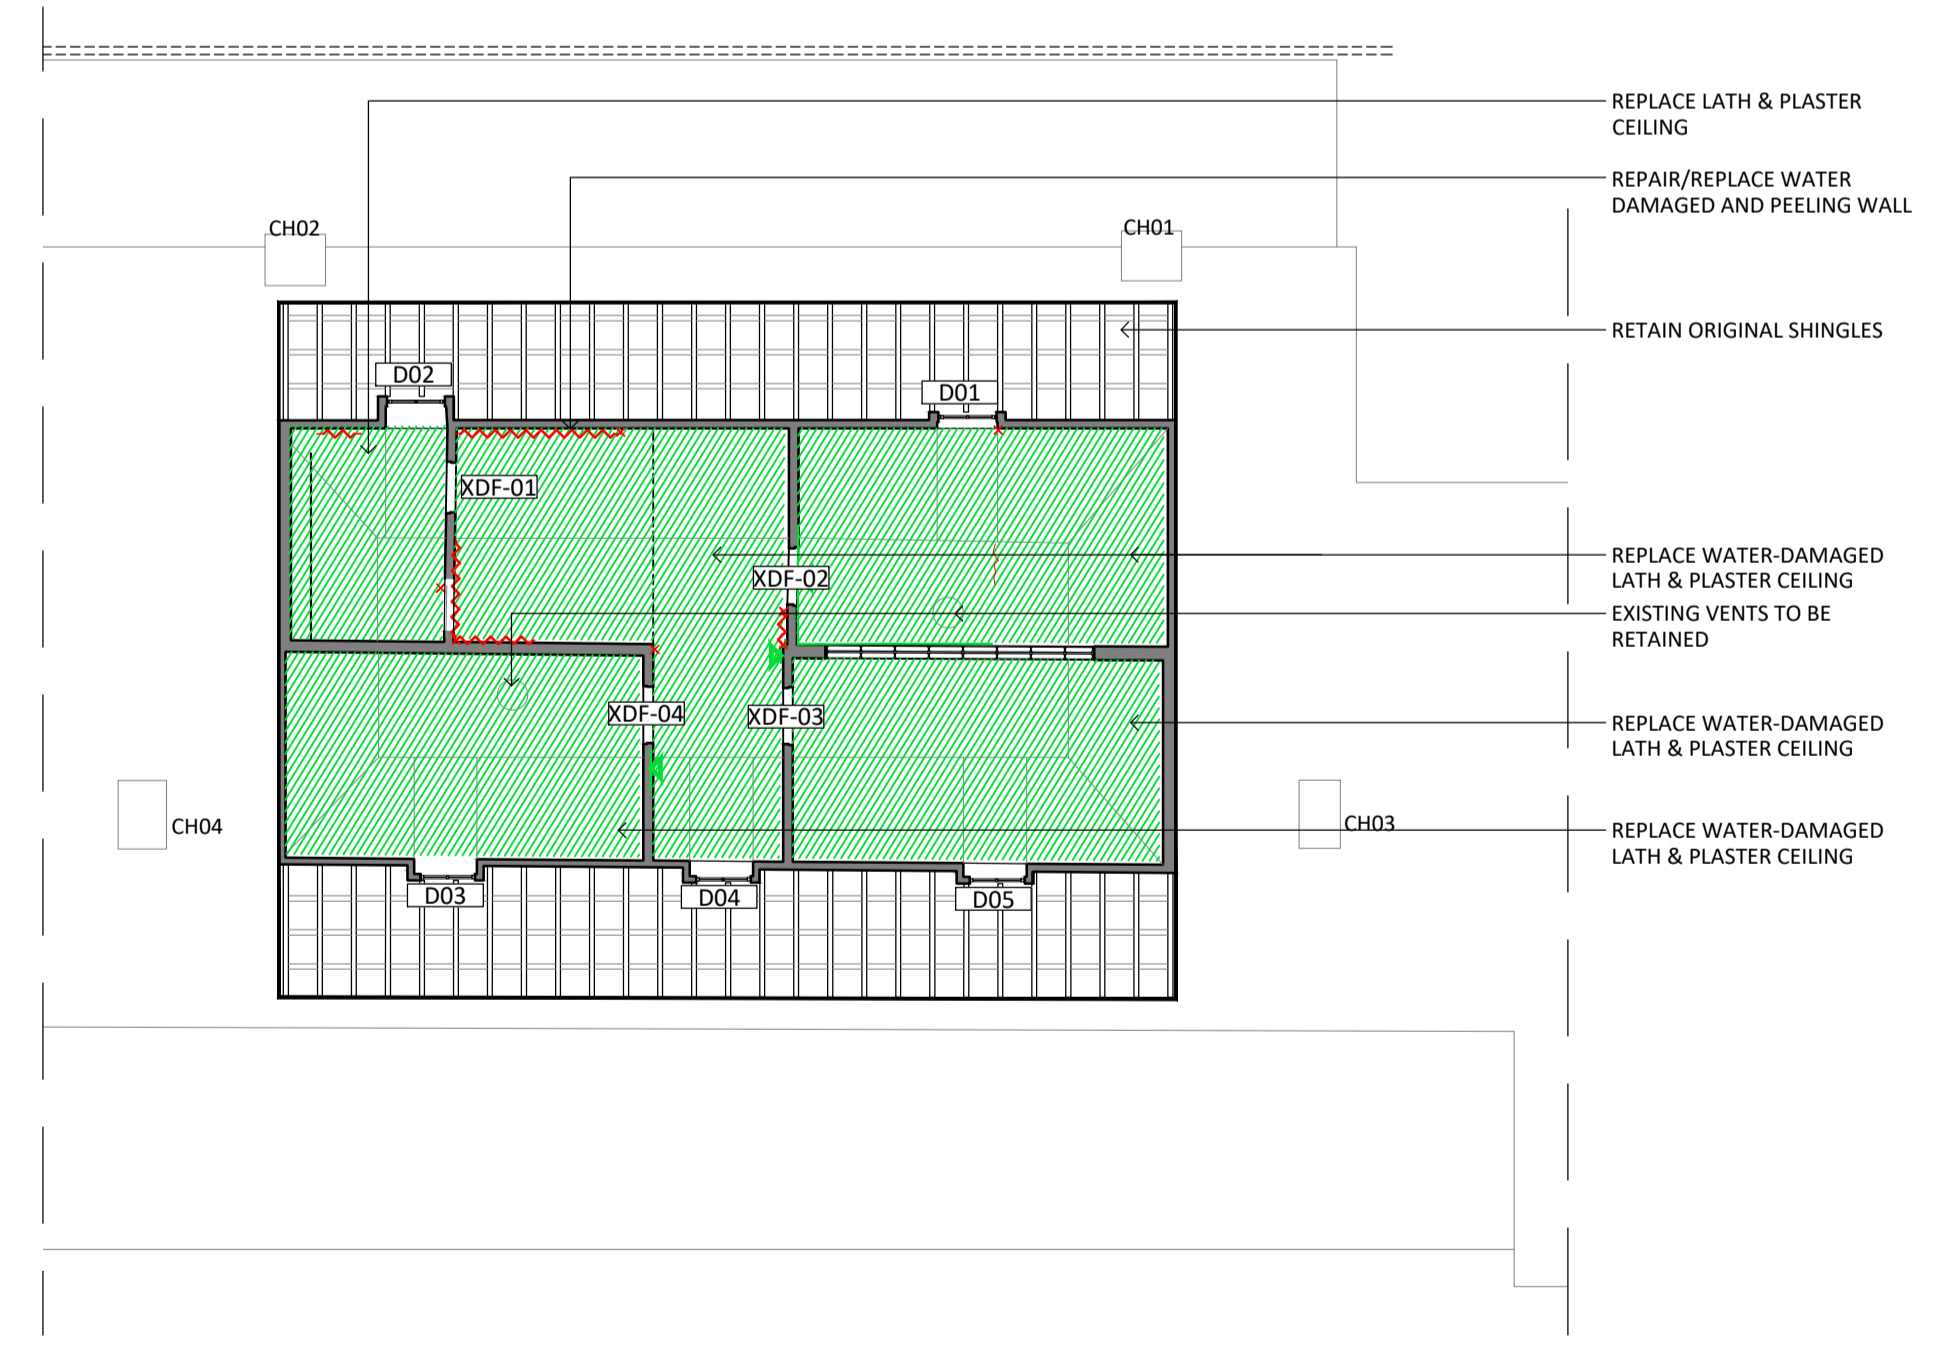 REPLACE LATH & PLASTER
CEILING
REPAIR/REPLACE WATER
DAMAGED AND PEELING WALL
CH02
CH01
RETAIN ORIGINAL SHINGLES
D02
D01
XDF-01
REPLACE WATER-DAMAGED
LATH & PLASTER CEILING
XDF-02
EXISTING VENTS TO BE
RETAINED
XDF-04
XDF-03
REPLACE WATER-DAMAGED
LATH & PLASTER CEILING
CH04
CH03
REPLACE WATER-DAMAGED
LATH & PLASTER CEILING
D03
D04
D05